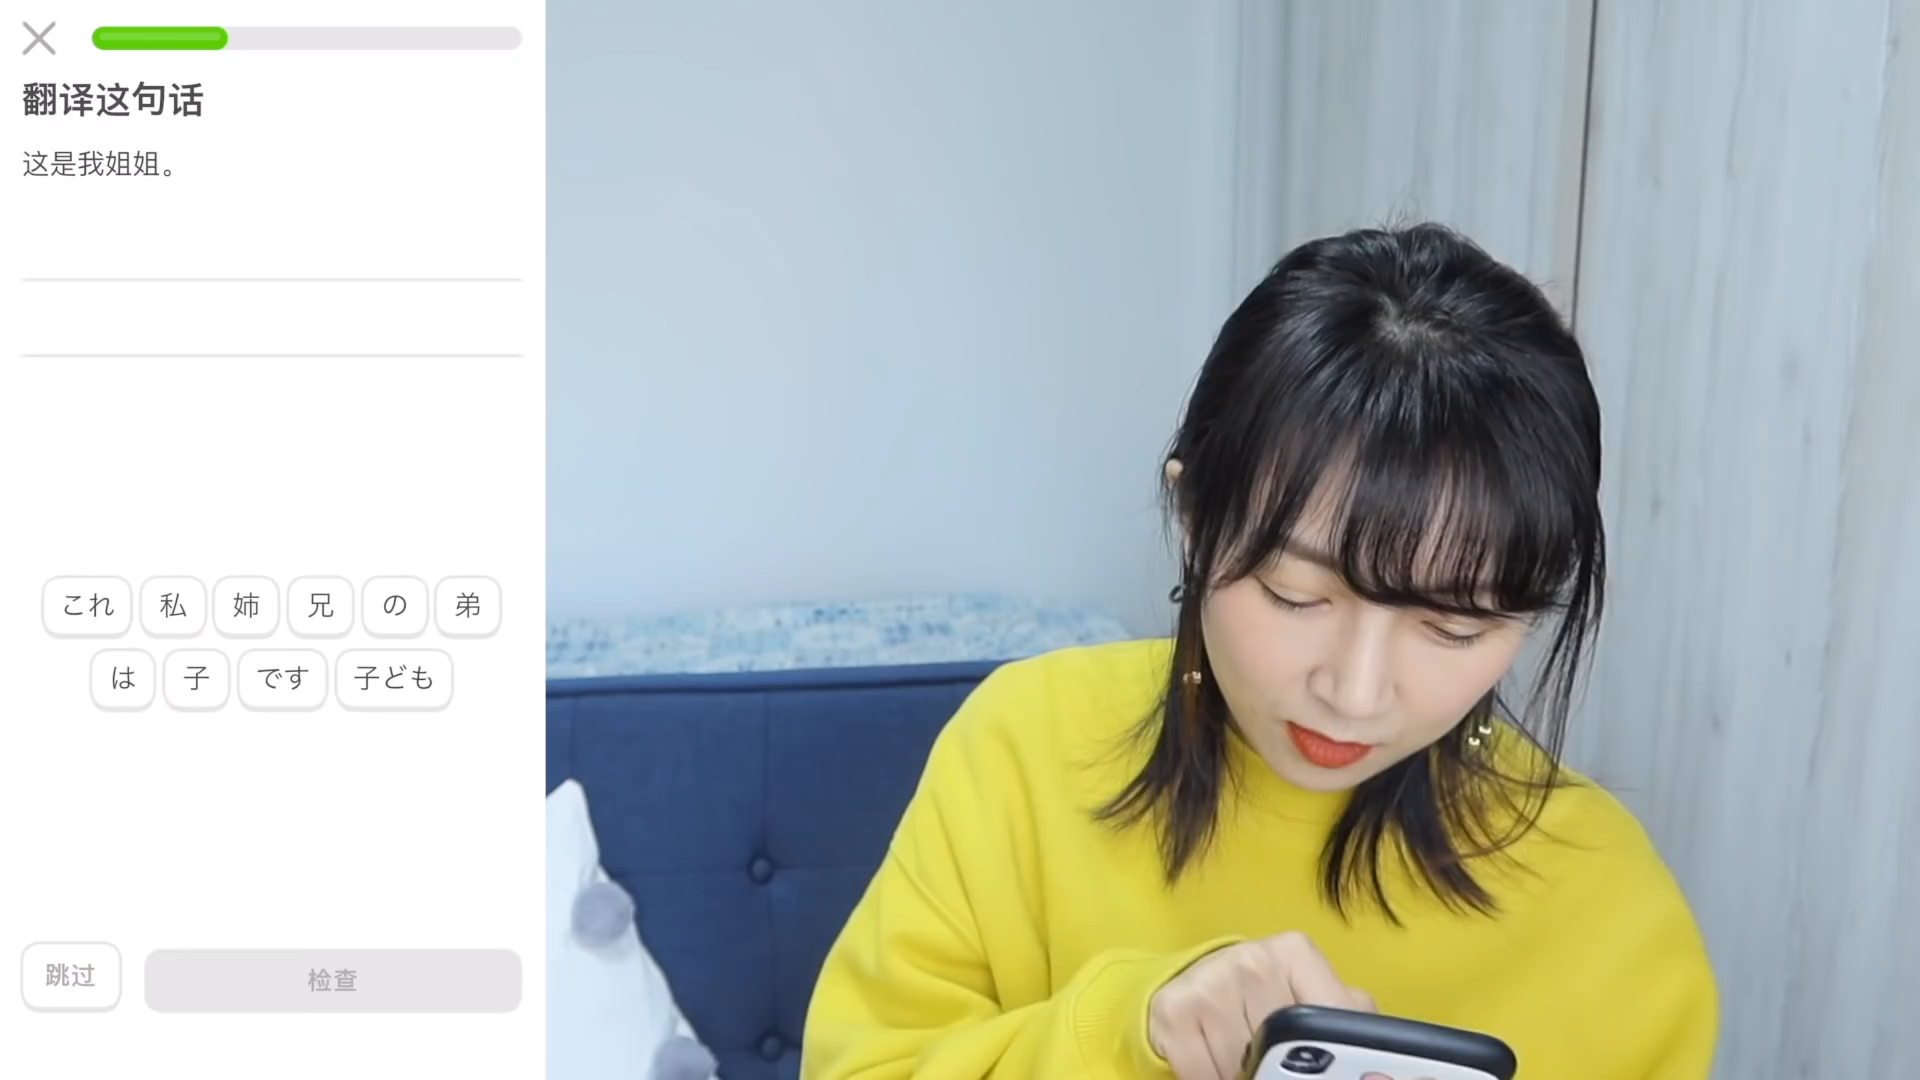 翻译这句话
这是我姐姐。
これ 私 姉 兄 の 弟
は 子 です 子ども
跳过 检查